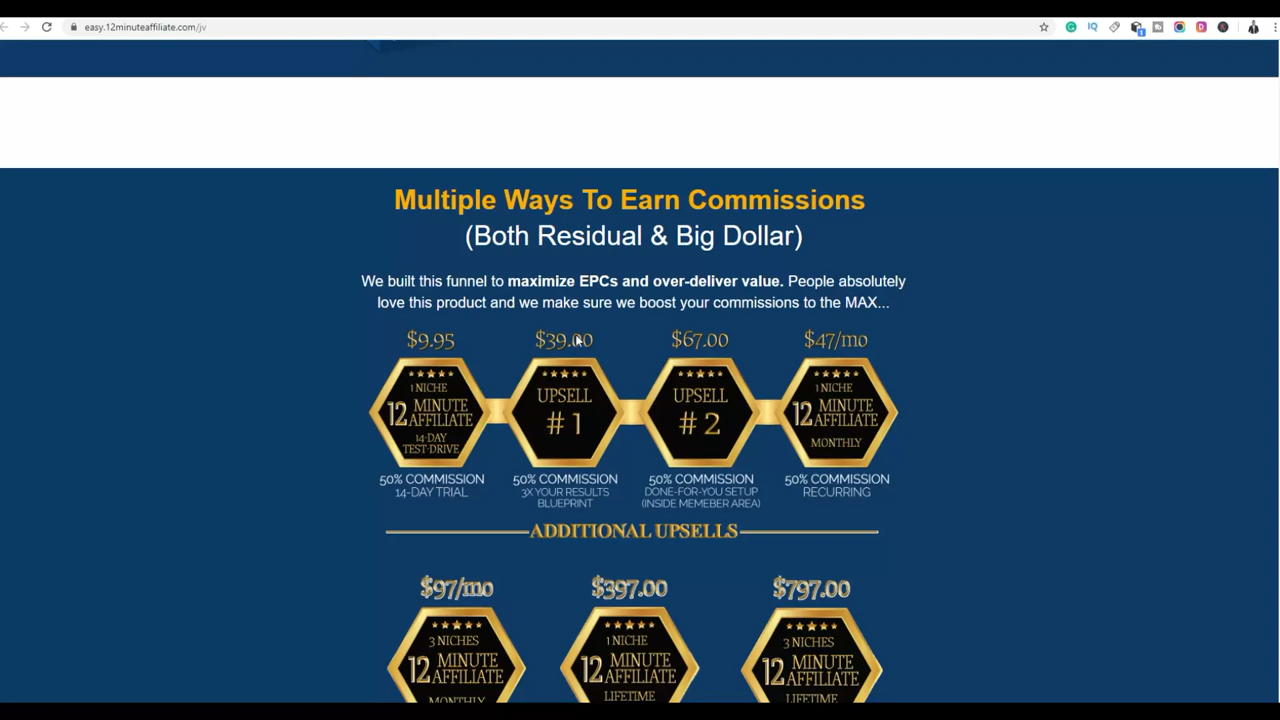 easy.12minuteaffiliate.com/jv
Multiple Ways To Earn Commissions
(Both Residual & Big Dollar)
We built this funnel to maximize EPCs and over-deliver value. People absolutely
love this product and we make sure we boost your commissions to the MAX...
$9.95 $39.00 $67.00 $47/mo
1 NICHE
12 MINUTE AFFILIATE
14-DAY
TEST-DRIVE
UPSELL
# 1
UPSELL
# 2
1 NICHE
12 MINUTE AFFILIATE
MONTHLY
50% COMMISSION
14-DAY TRIAL
50% COMMISSION
3X YOUR RESULTS
BLUEPRINT
50% COMMISSION
DONE-FOR-YOU SETUP
(INSIDE MEMEBER AREA)
50% COMMISSION
RECURRING
ADDITIONAL UPSELLS
$97/mo $397.00 $797.00
3 NICHES
12 MINUTE AFFILIATE
MONTHLY
1 NICHE
12 MINUTE AFFILIATE
LIFETIME
3 NICHES
12 MINUTE AFFILIATE
LIFETIME